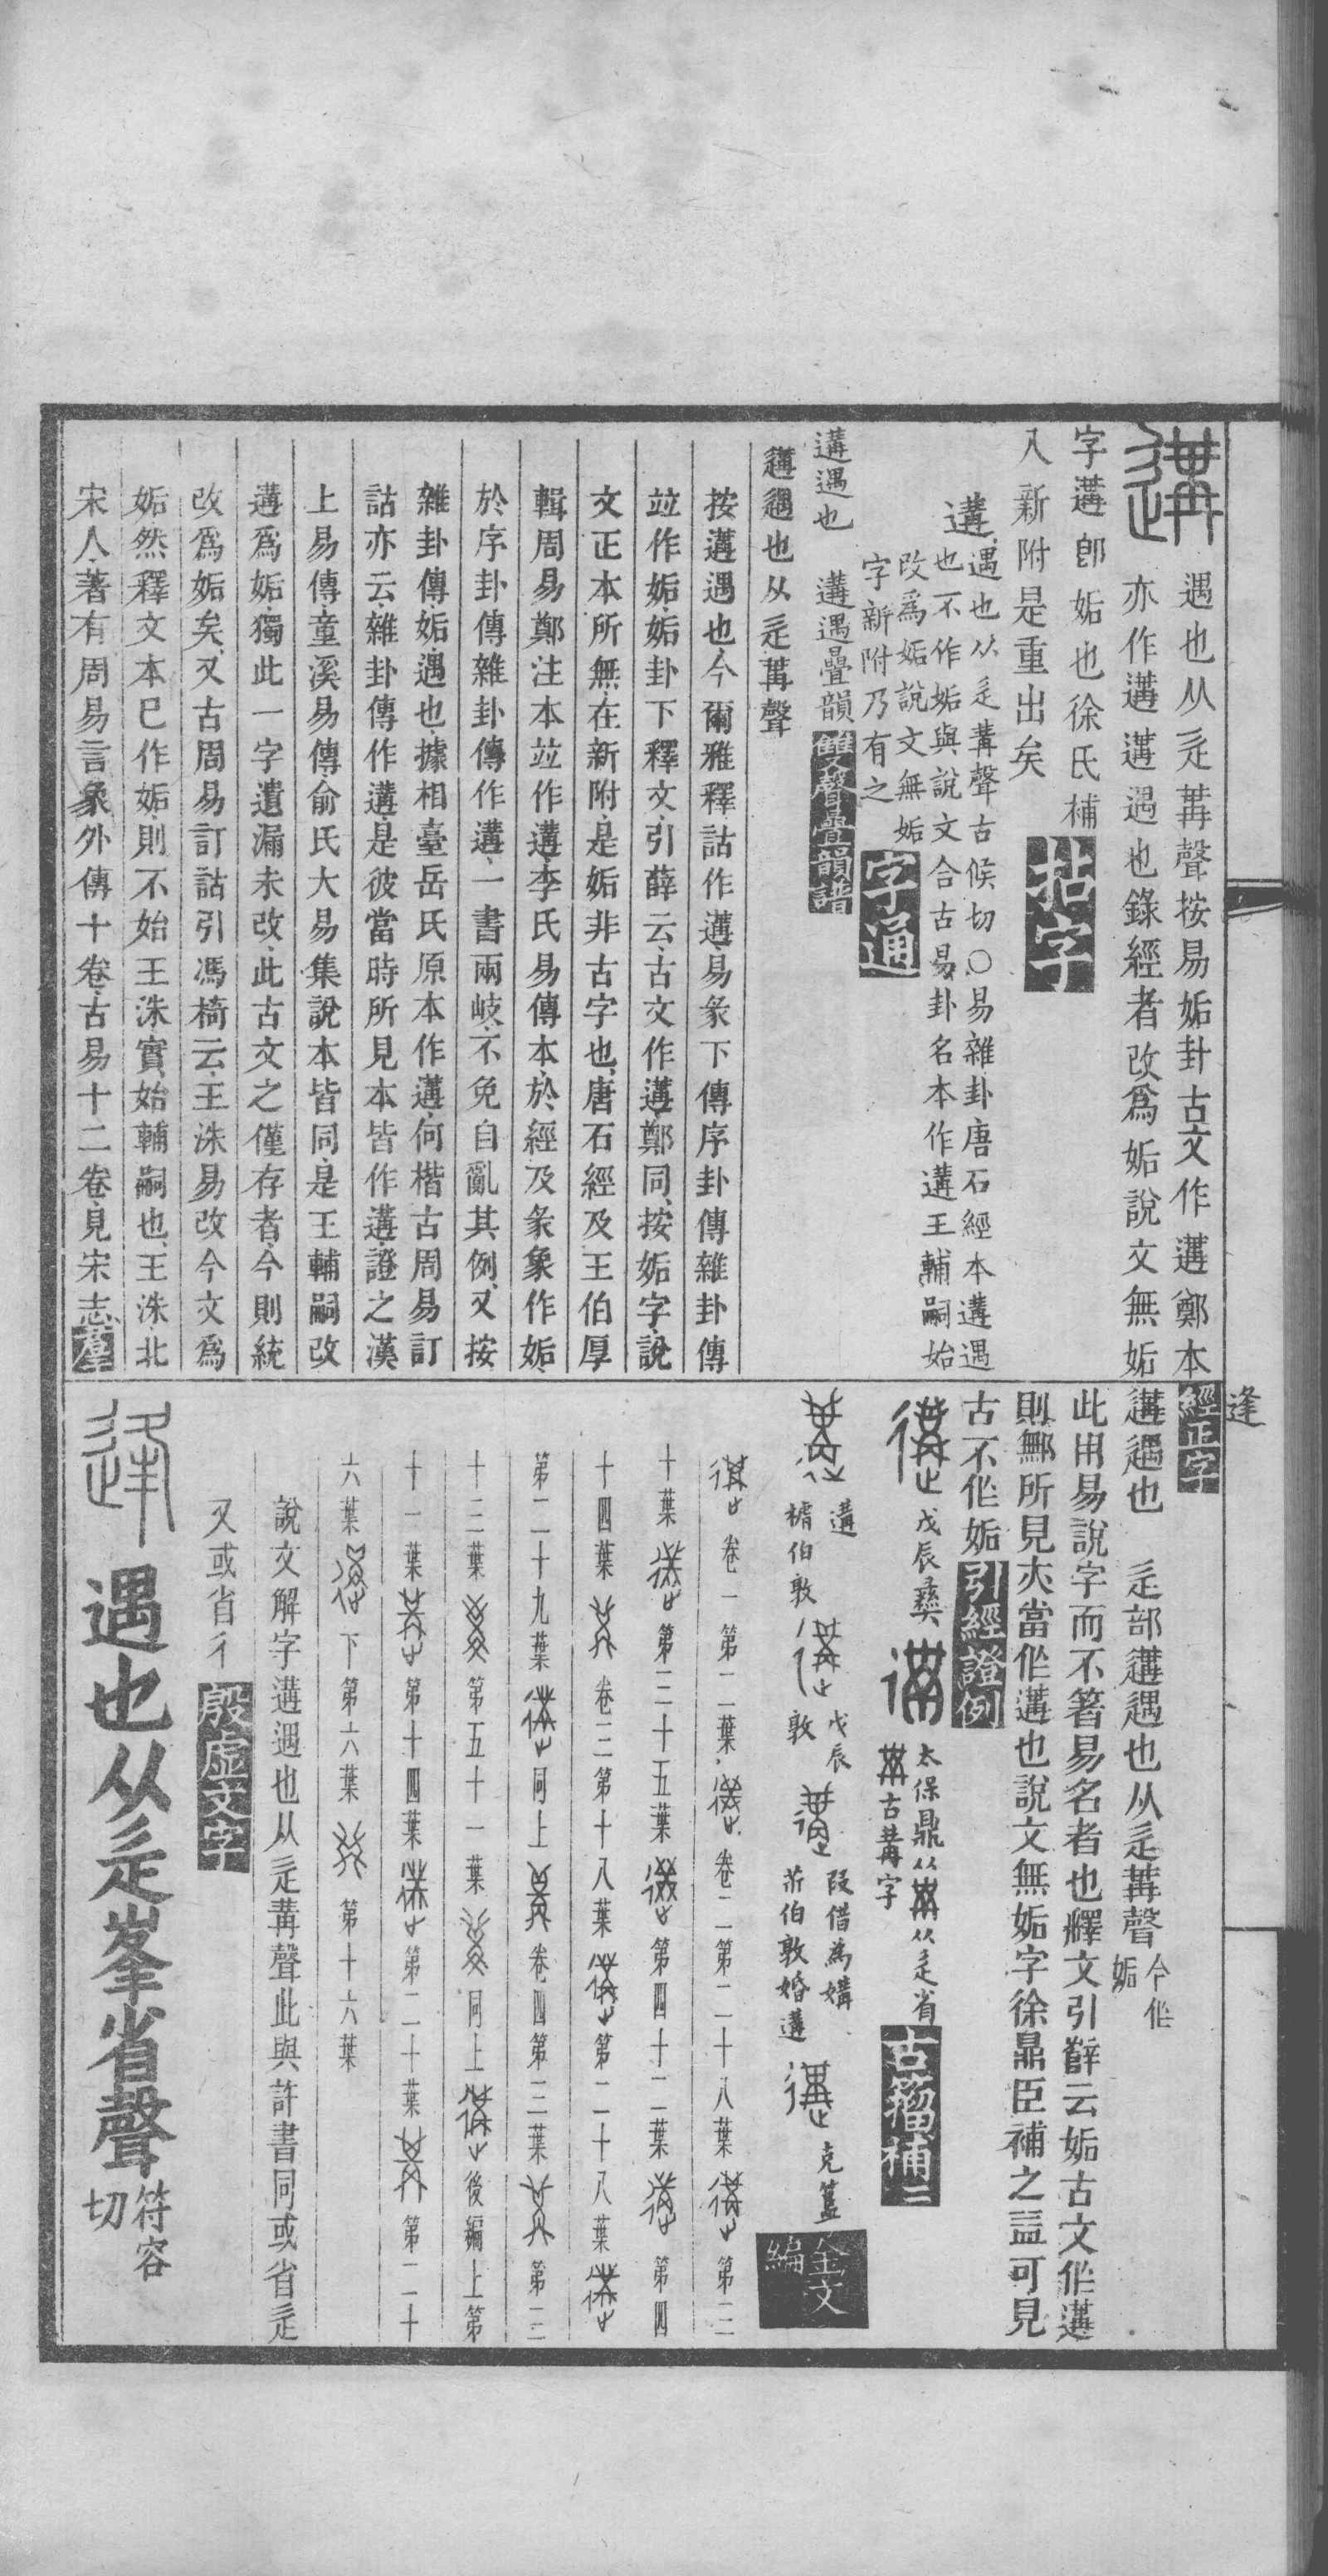 遇也从辵冓聲按易姤卦古文作遘鄭本
亦作遘遘遇也錄經者改爲姤說文無姤
字遘卽姤也徐氏補
入新附是重出矣
拈字
遘
遇也从辵冓聲古候切○易雜卦唐石經本遘遇
也不作姤與說文合古易卦名本作遘王輔嗣始
改爲姤說文無姤
字新附乃有之
字通
遘遇也 遘遇疊韻
雙聲疊韻譜
遘遇也从辵冓聲
按遘遇也今爾雅釋詁作遘易彖下傳序卦傳雜卦傳
竝作姤姤卦下釋文引薛云古文作遘鄭同按姤字說
文正本所無在新附是姤非古字也唐石經及王伯厚
輯周易鄭注本竝作遘李氏易傳本於經及彖象作姤
於序卦傳雜卦傳作遘一書兩岐不免自亂其例又按
雜卦傳姤遇也據相臺岳氏原本作遘何楷古周易訂
詁亦云雜卦傳作遘是彼當時所見本皆作遘證之漢
上易傳童溪易傳俞氏大易集說本皆同是王輔嗣改
遘爲姤獨此一字遺漏未改此古文之僅存者今則統
改爲姤矣又古周易訂詁引馮椅云王洙易改今文爲
姤然釋文本已作姤則不始王洙實始輔嗣也王洙北
宋人著有周易言象外傳十卷古易十二卷見宋志
逢
經正字
遘遇也 辵部遘遇也从辵冓聲
今作
姤
此用易說字而不箸易名者也釋文引薛云姤古文作遘
則鄦所見亦當作遘也說文無姤字徐鼎臣補之謚可見
古不作姤
引經證例
戊辰彝
太保鼎从冓从辵省
古冓字
古籀補二
遘
楕伯敦
戊辰
敦
叚借爲媾
𦬒伯敦婚遘
克簋
金文
編
卷一第二二葉 卷二第二十八葉 第三
十葉 第三十五葉 第四十二葉 第四
十四葉 卷三第十八葉 第二十八葉
第二十九葉 同上 卷四第三葉 第三
十三葉 第五十一葉 同上 後編上第
十一葉 第十四葉 第二十葉 第二十
六葉 下第六葉 第十六葉
說文解字遘遇也从辵冓聲此與許書同或省辵
又或省彳
殷虛文字
遇也从辵峯省聲
符容
切